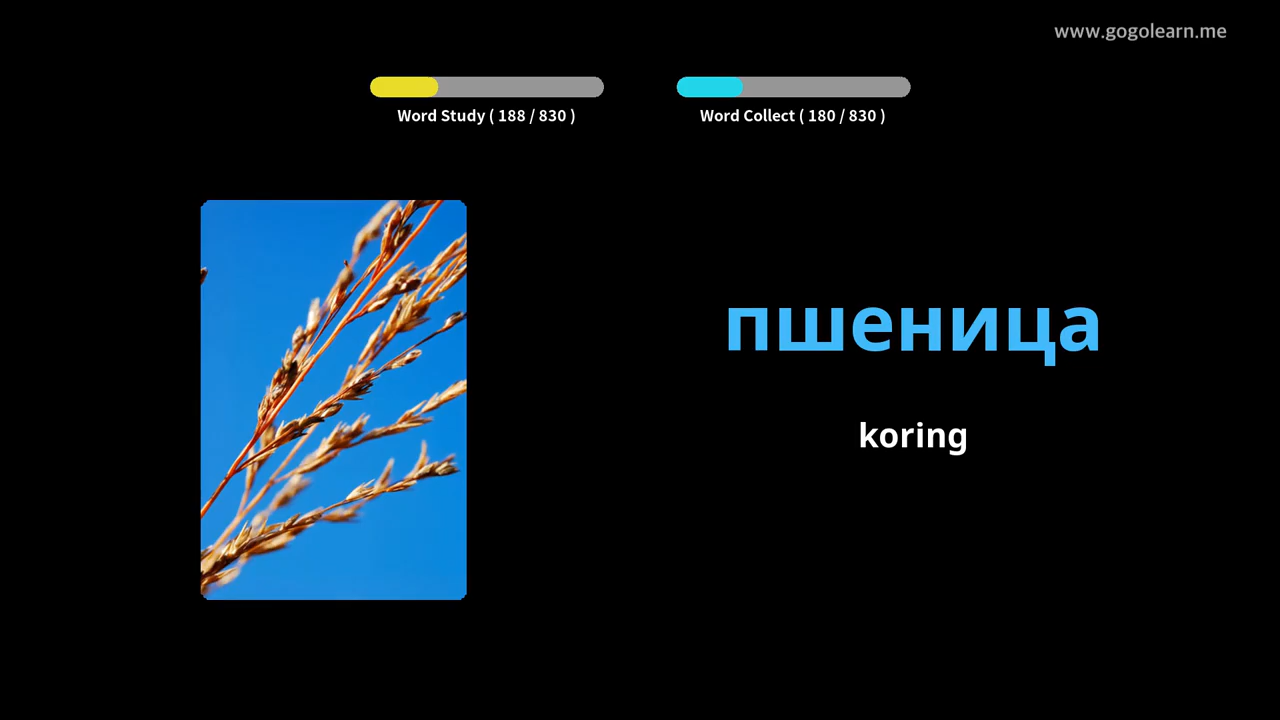 www.gogolearn.me
Word Study ( 188 / 830 )
Word Collect ( 180 / 830 )
пшеница
koring